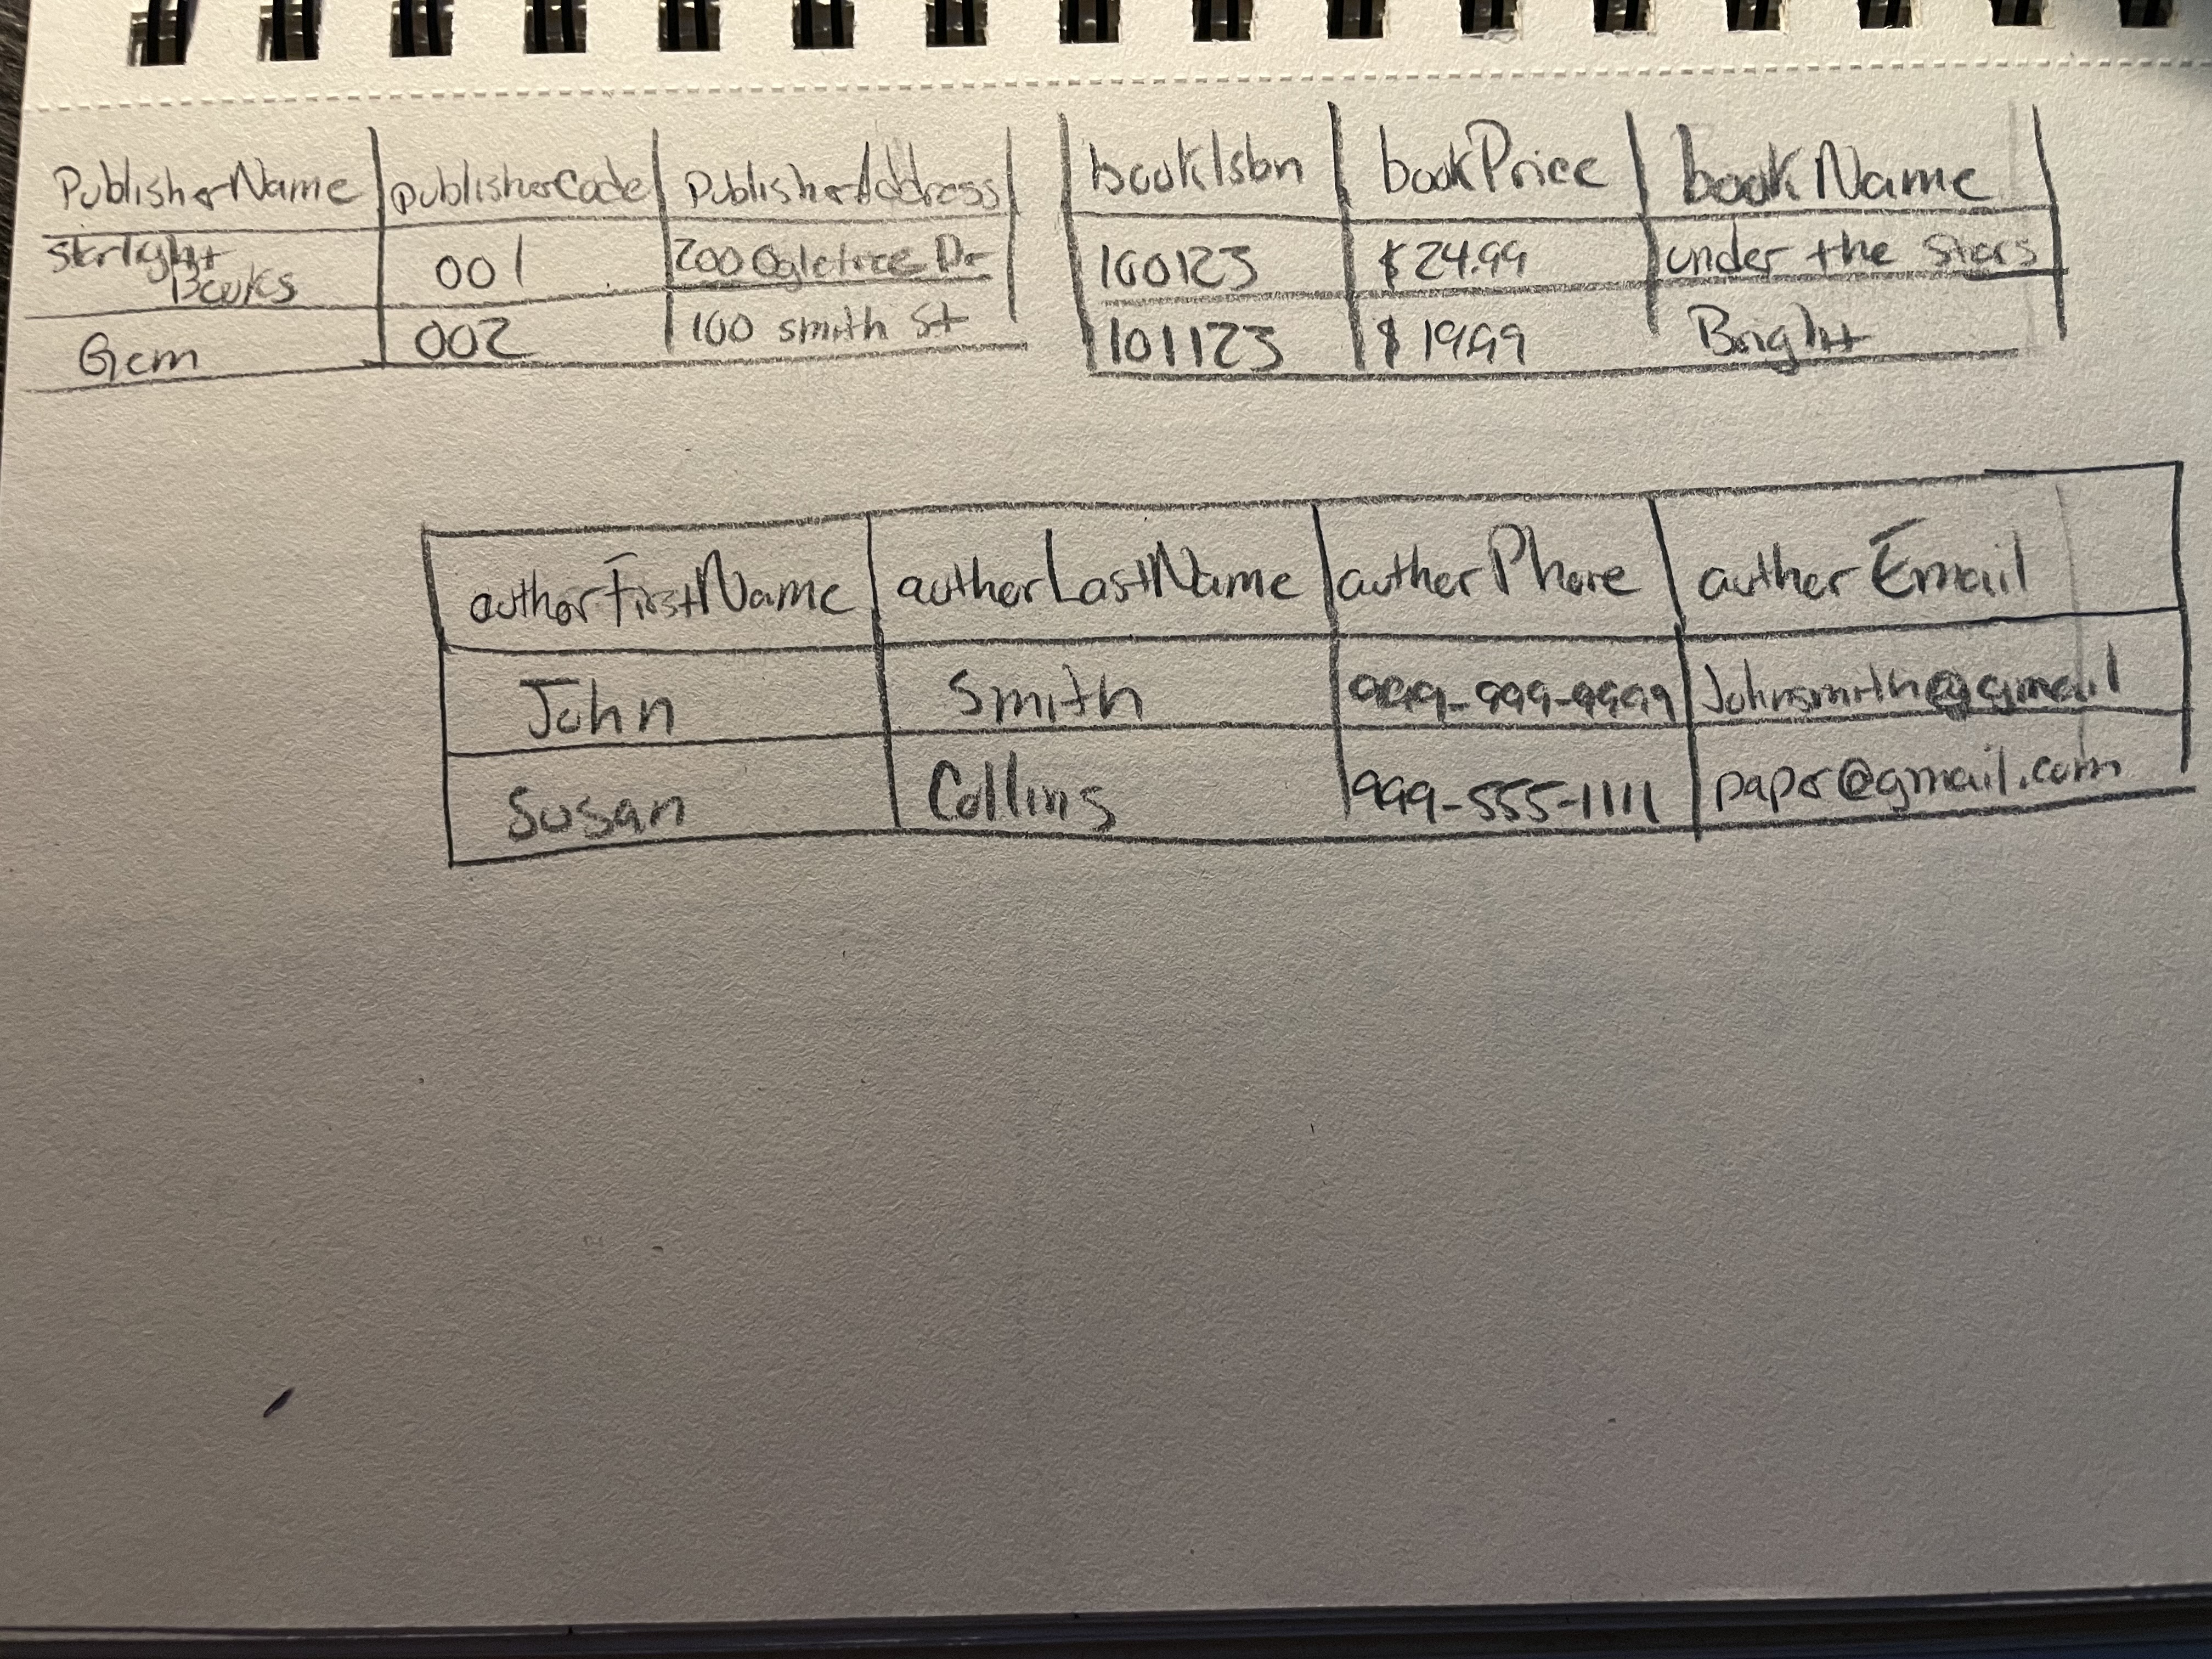 PublisherName publisherCode PublisherAddress
Starlight Books 001 200 Ogletree Dr
Gem 002 100 smith St
bookIsbn bookPrice bookName
100123 $24.99 under the stars
101123 $19.99 Bright
authorFirstName authorLastName authorPhone authorEmail
John Smith 999-999-9999 Johnsmith@gmail
Susan Collins 999-555-1111 paper@gmail.com